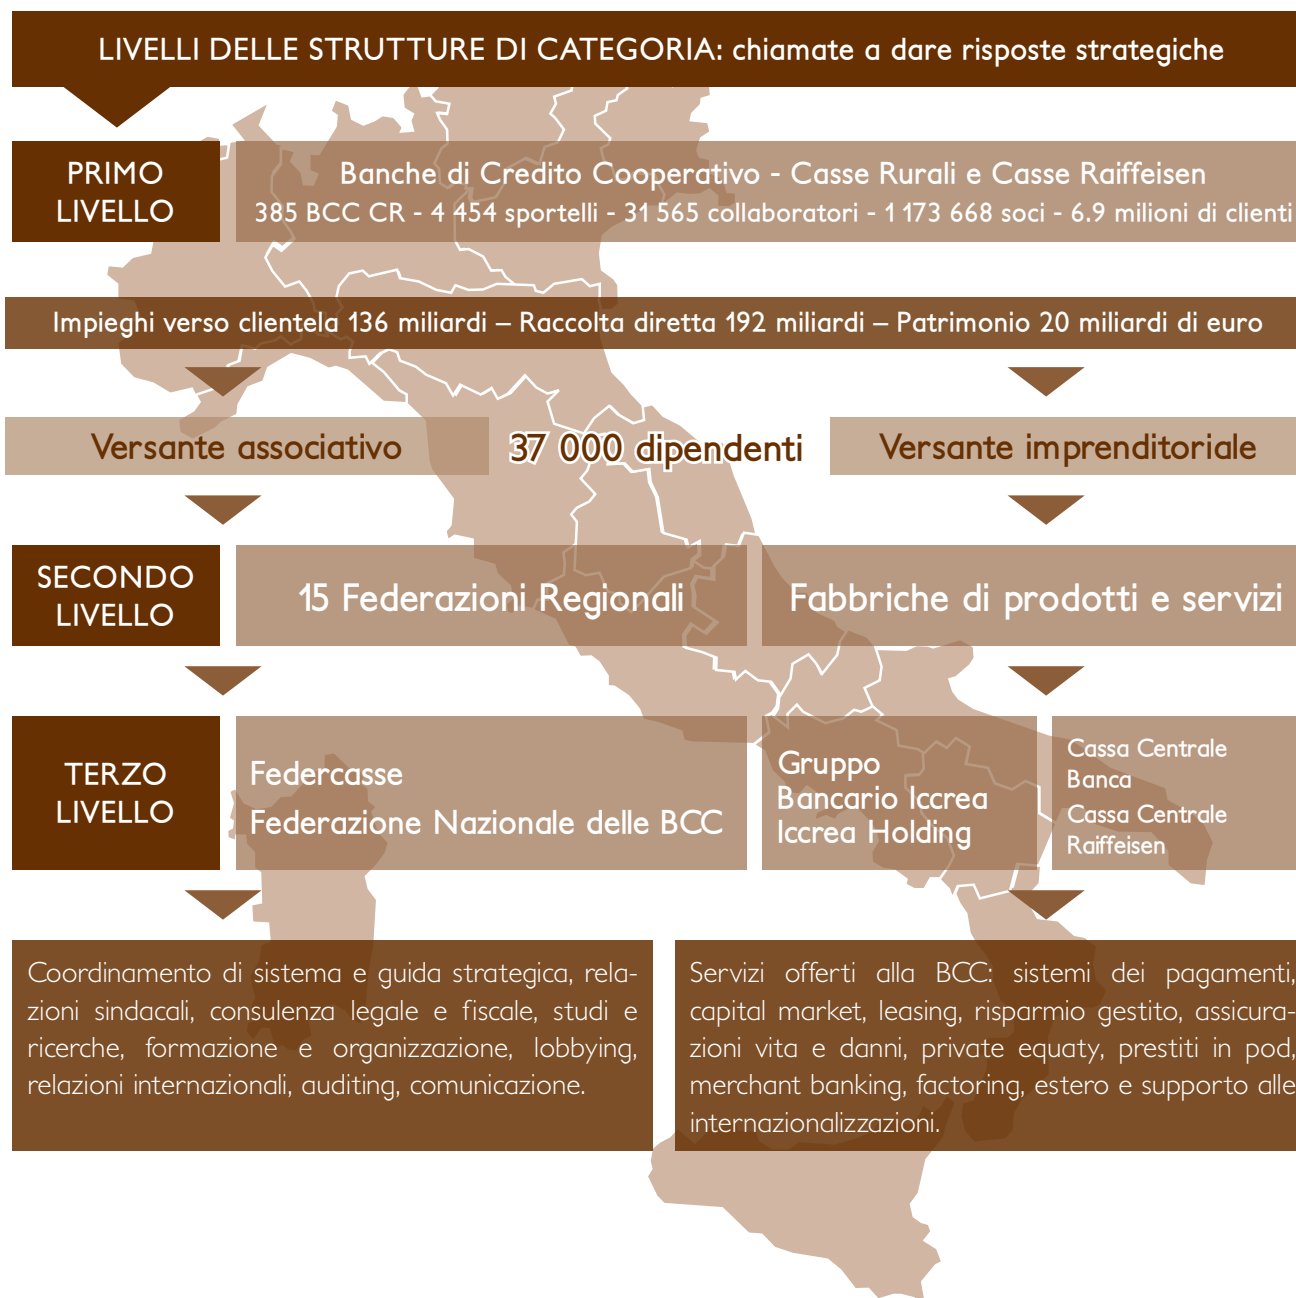 LIVELLI DELLE STRUTTURE DI CATEGORIA: chiamate a dare risposte strategiche
PRIMO
LIVELLO
Banche di Credito Cooperativo - Casse Rurali e Casse Raiffeisen
385 BCC CR - 4 454 sportelli - 31 565 collaboratori - 1 173 668 soci - 6.9 milioni di clienti
Impieghi verso clientela 136 miliardi – Raccolta diretta 192 miliardi – Patrimonio 20 miliardi di euro
Versante associativo
37 000 dipendenti
Versante imprenditoriale
SECONDO
LIVELLO
15 Federazioni Regionali
Fabbriche di prodotti e servizi
TERZO
LIVELLO
Federcasse
Federazione Nazionale delle BCC
Gruppo
Bancario Iccrea
Iccrea Holding
Cassa Centrale
Banca
Cassa Centrale
Raiffeisen
Coordinamento di sistema e guida strategica, rela-
zioni sindacali, consulenza legale e fiscale, studi e
ricerche, formazione e organizzazione, lobbying,
relazioni internazionali, auditing, comunicazione.
Servizi offerti alla BCC: sistemi dei pagamenti,
capital market, leasing, risparmio gestito, assicura-
zioni vita e danni, private equaty, prestiti in pod,
merchant banking, factoring, estero e supporto alle
internazionalizzazioni.